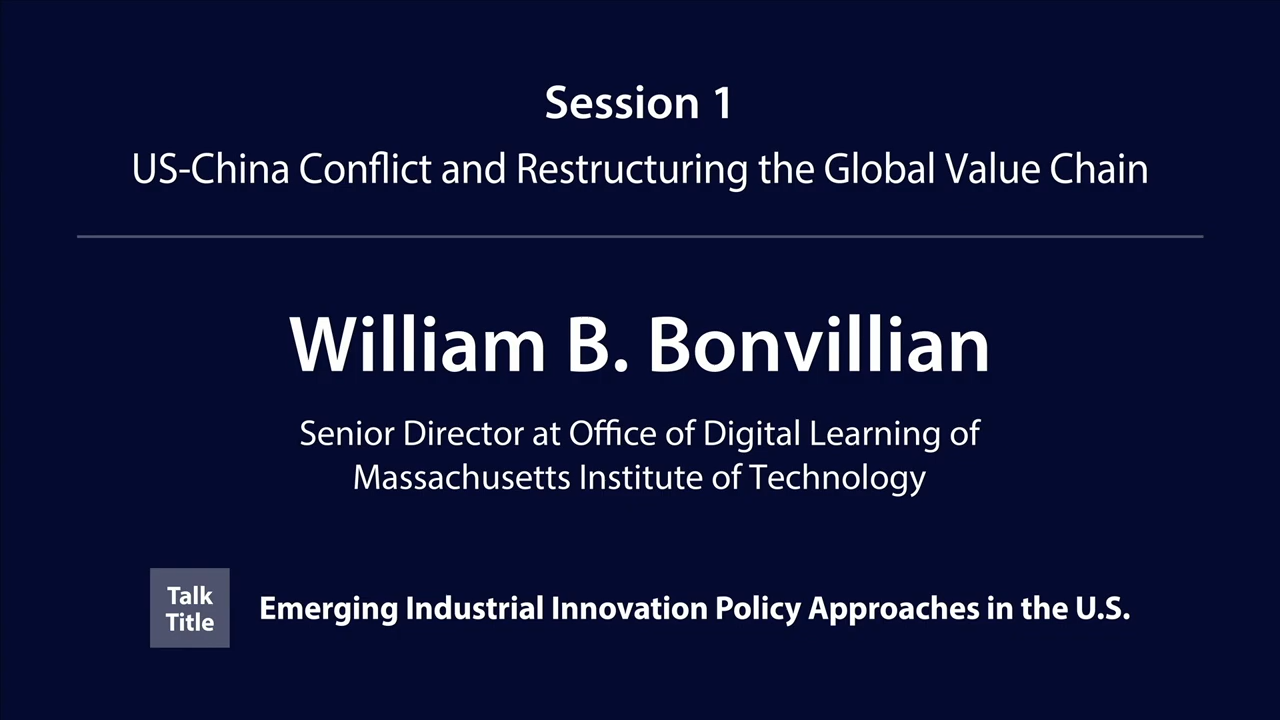 Session 1
US-China Conflict and Restructuring the Global Value Chain
William B. Bonvillian
Senior Director at Office of Digital Learning of
Massachusetts Institute of Technology
Talk
Title
Emerging Industrial Innovation Policy Approaches in the U.S.